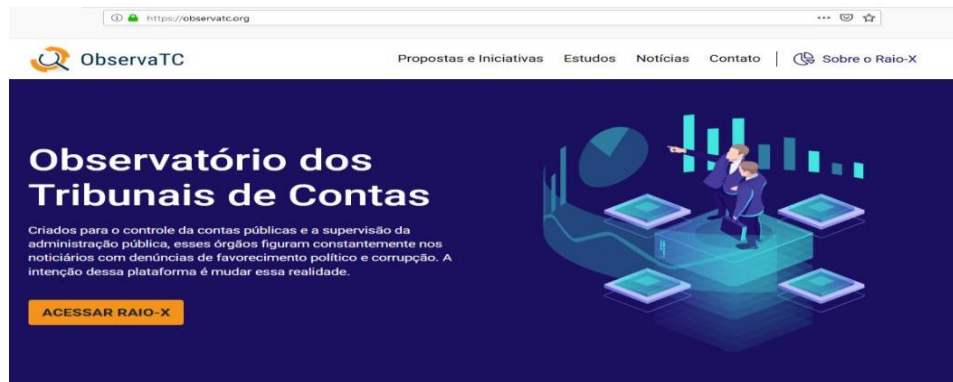 https://observatc.org
ObservaTC
Propostas e Iniciativas Estudos Notícias Contato Sobre o Raio-X
Observatório dos
Tribunais de Contas
Criados para o controle da contas públicas e a supervisão da
administração pública, esses órgãos figuram constantemente nos
noticiários com denúncias de favorecimento político e corrupção. A
intenção dessa plataforma é mudar essa realidade.
ACESSAR RAIO-X